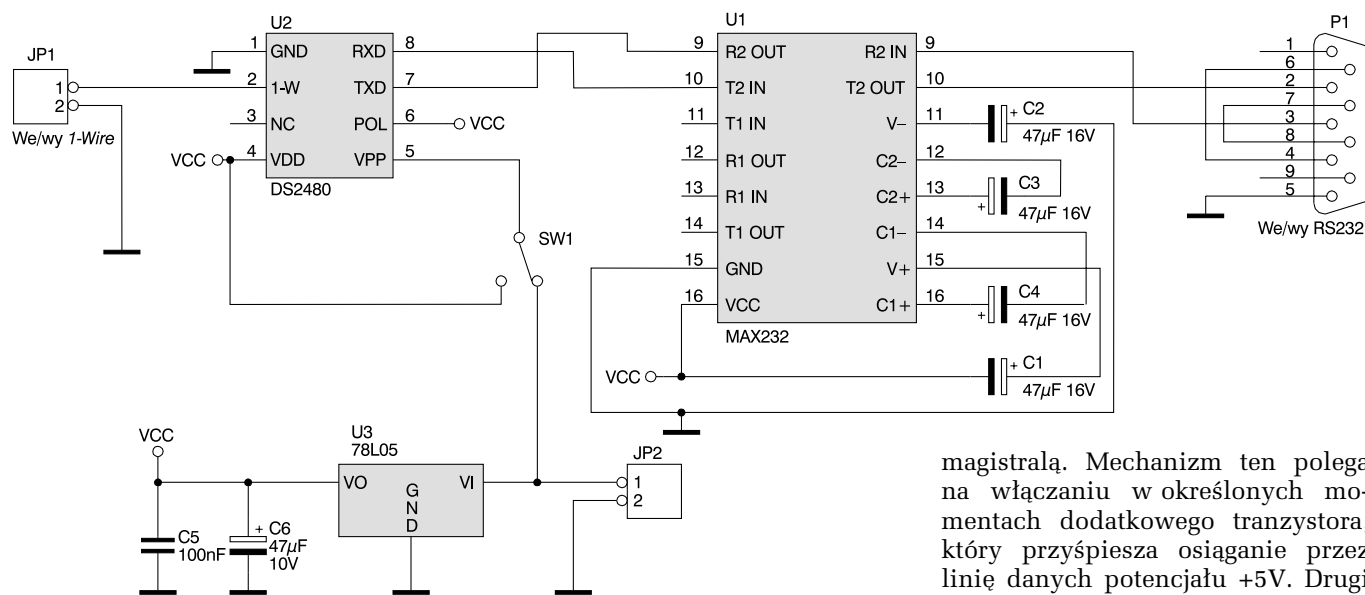 JP1
1
2
We/wy 1-Wire
U2
1 GND RXD 8
2 1-W TXD 7
3 NC POL 6 VCC
VCC 4 VDD VPP 5
DS2480
SW1
U1
9 R2 OUT R2 IN 9
10 T2 IN T2 OUT 10
11 T1 IN V- 11
12 R1 OUT C2- 12
13 R1 IN C2+ 13
14 T1 OUT C1- 14
15 GND V+ 15
16 VCC C1+ 16
MAX232
+ C2
47µF 16V
C3
+ 47µF 16V
C4
+ 47µF 16V
VCC
+ C1
47µF 16V
P1
1
6
2
7
3
8
4
9
5
We/wy RS232
VCC
U3
78L05
VO GND VI
C5
100nF
+ C6
47µF
10V
JP2
1
2
magistralą. Mechanizm ten polega
na włączaniu w określonych mo-
mentach dodatkowego tranzystora,
który przyśpiesza osiąganie przez
linię danych potencjału +5V. Drugi